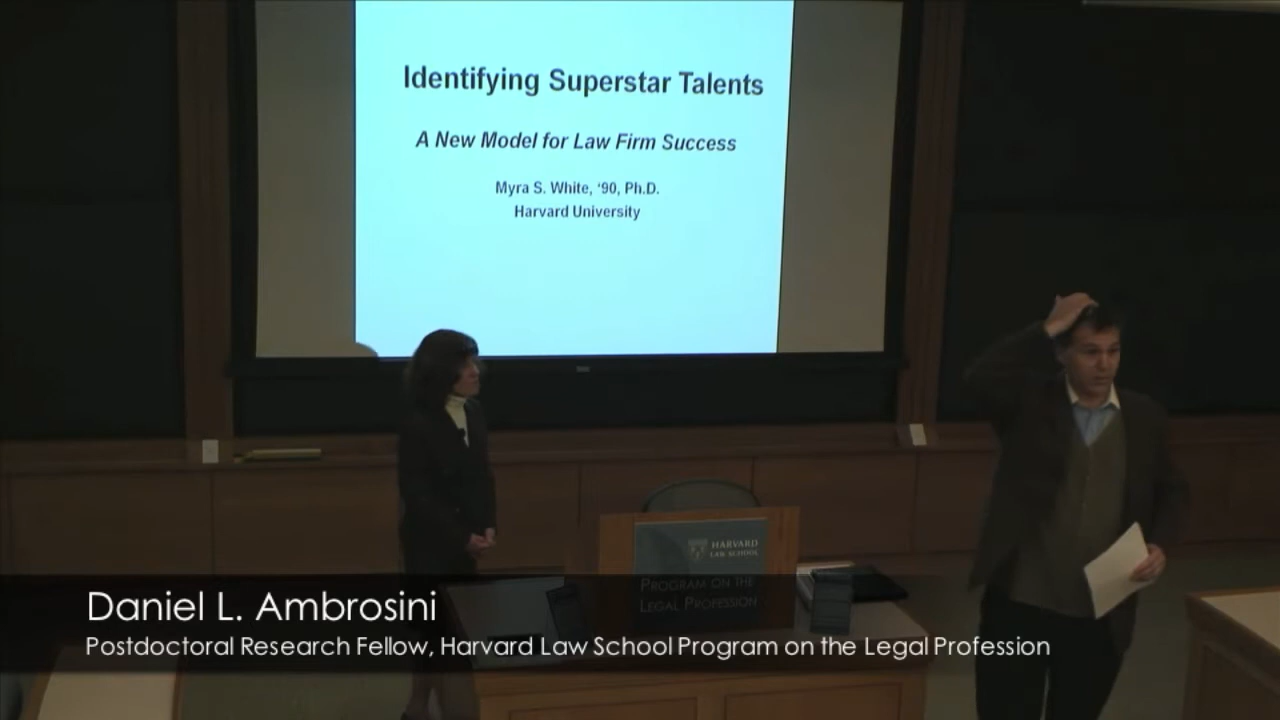 Identifying Superstar Talents
A New Model for Law Firm Success
Myra S. White, '90, Ph.D.
Harvard University
HARVARD
LAW SCHOOL
PROGRAM ON THE
LEGAL PROFESSION
Daniel L. Ambrosini
Postdoctoral Research Fellow, Harvard Law School Program on the Legal Profession